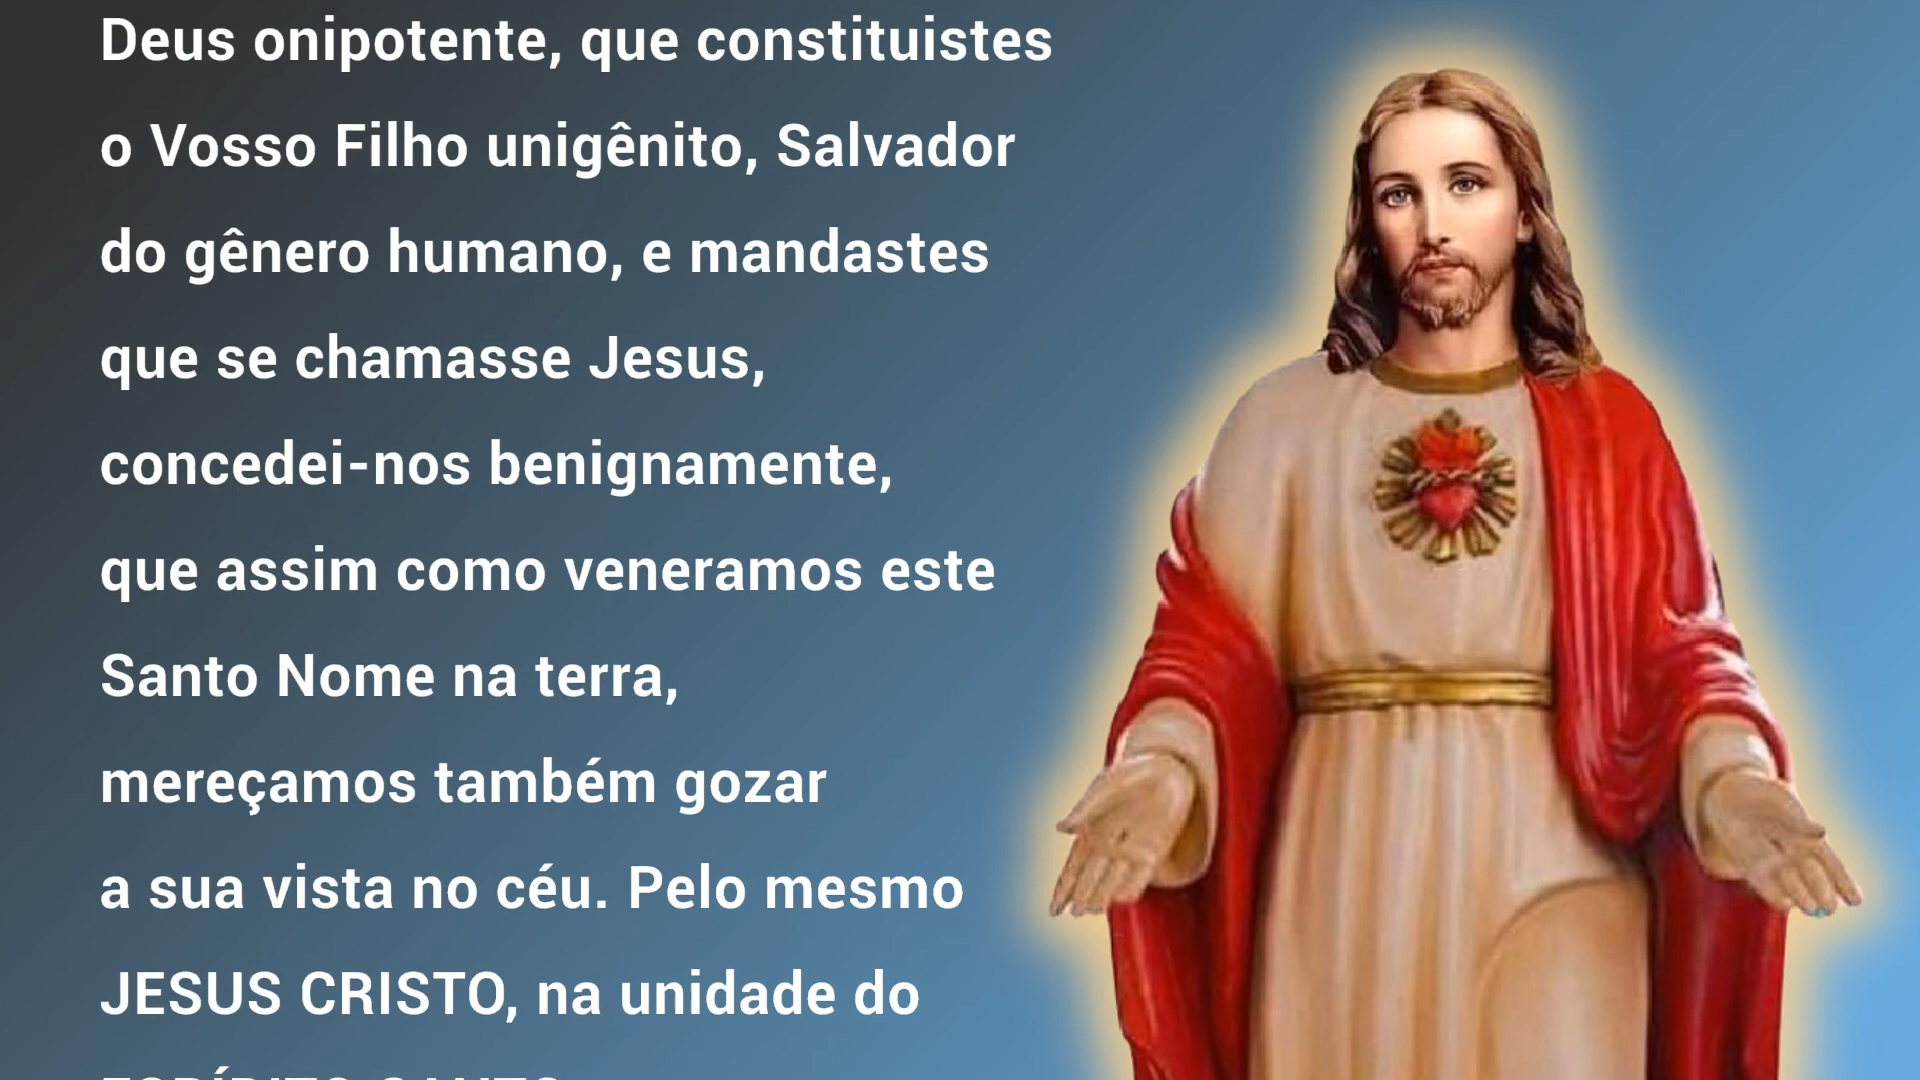 Deus onipotente, que constituistes
o Vosso Filho unigênito, Salvador
do gênero humano, e mandastes
que se chamasse Jesus,
concedei-nos benignamente,
que assim como veneramos este
Santo Nome na terra,
mereçamos também gozar
a sua vista no céu. Pelo mesmo
JESUS CRISTO, na unidade do
ESPÍRITO SANTO